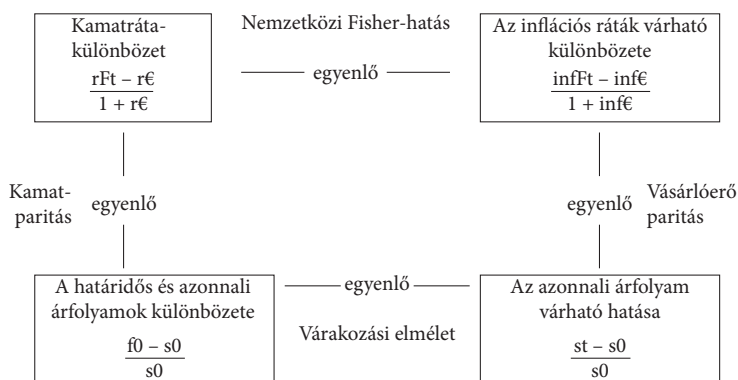 Kamatráta-
különbözet
rFt – r€
1 + r€
Nemzetközi Fisher-hatás
egyenlő
Az inflációs ráták várható
különbözete
infFt – inf€
1 + inf€
Kamat-
paritás
egyenlő
egyenlő
Vásárlóerő
paritás
A határidős és azonnali
árfolyamok különbözete
f0 – s0
s0
egyenlő
Várakozási elmélet
Az azonnali árfolyam
várható hatása
st – s0
s0